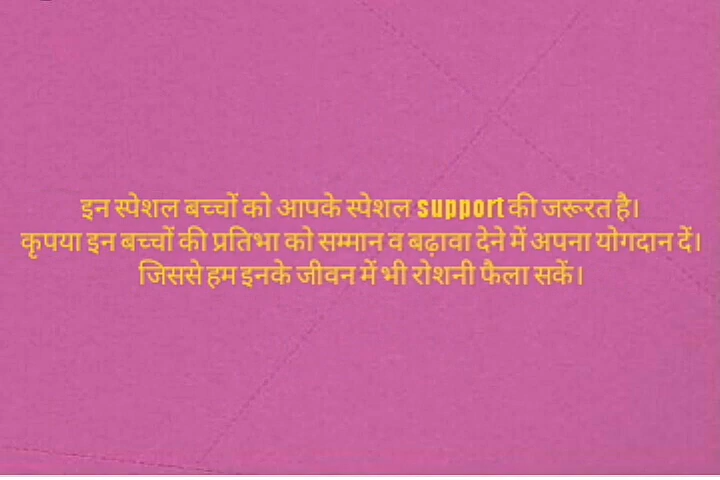 इन स्पेशल बच्चों को आपके स्पेशल support की जरूरत है।
कृपया इन बच्चों की प्रतिभा को सम्मान व बढ़ावा देने में अपना योगदान दें।
जिससे हम इनके जीवन में भी रोशनी फैला सकें।